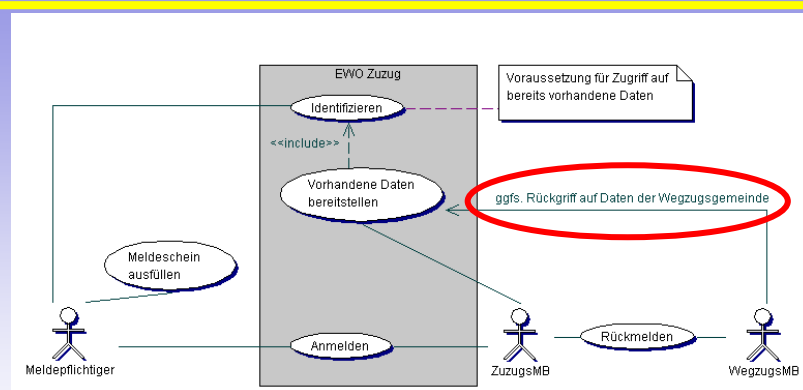 EWO Zuzug
Voraussetzung für Zugriff auf
bereits vorhandene Daten
Identifizieren
<<include>>
Vorhandene Daten
bereitstellen
ggfs. Rückgriff auf Daten der Wegzugsgemeinde
Meldeschein
ausfüllen
Anmelden
Rückmelden
Meldepflichtiger
ZuzugsMB
WegzugsMB